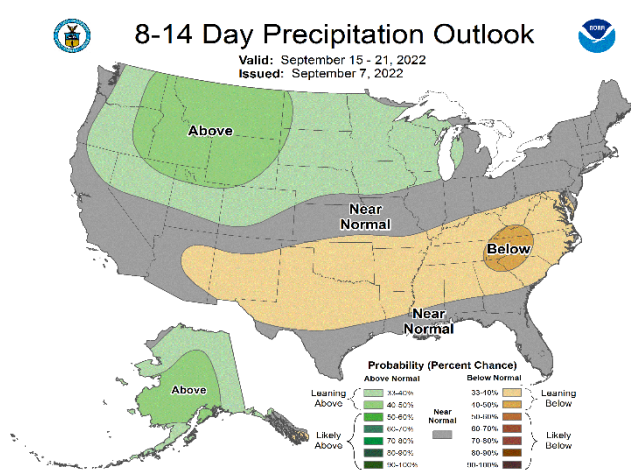 8-14 Day Precipitation Outlook
Valid: September 15 - 21, 2022
Issued: September 7, 2022
Above
Near
Normal
Below
Near
Normal
Above
Probability (Percent Chance)
Above Normal
Below Normal
Leaning
Above
33-40%
40-50%
50-60%
60-70%
70-80%
80-90%
90-100%
Likely
Above
Near
Normal
33-40%
40-50%
50-60%
60-70%
70-80%
80-90%
90-100%
Leaning
Below
Likely
Below